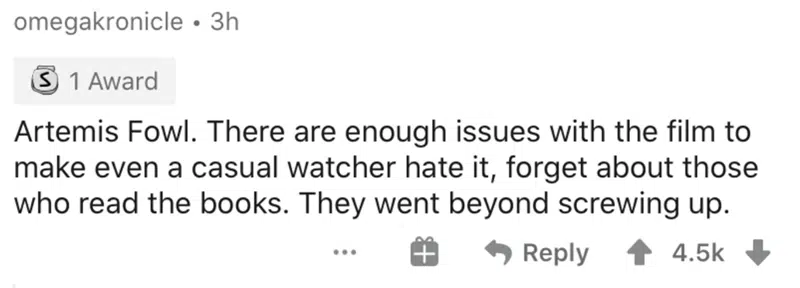 omegakronicle • 3h
S 1 Award
Artemis Fowl. There are enough issues with the film to
make even a casual watcher hate it, forget about those
who read the books. They went beyond screwing up.
... Reply 4.5k